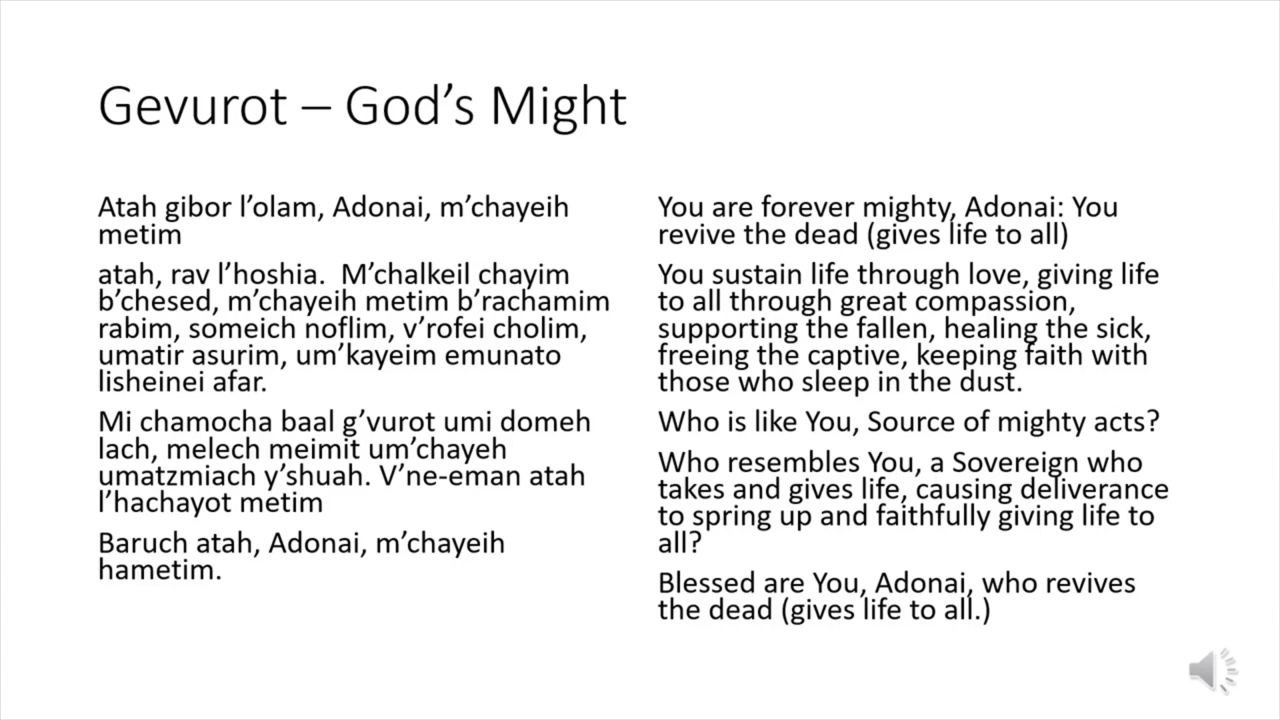 Gevurot – God's Might
Atah gibor l'olam, Adonai, m'chayeih
metim
atah, rav l'hoshia.  M'chalkeil chayim
b'chesed, m'chayeih metim b'rachamim
rabim, someich noflim, v'rofei cholim,
umatir asurim, um'kayeim emunato
lisheinei afar.
Mi chamocha baal g'vurot umi domeh
lach, melech meimit um'chayeh
umatzmiach y'shuah. V'ne-eman atah
l'hachayot metim
Baruch atah, Adonai, m'chayeih
hametim.
You are forever mighty, Adonai: You
revive the dead (gives life to all)
You sustain life through love, giving life
to all through great compassion,
supporting the fallen, healing the sick,
freeing the captive, keeping faith with
those who sleep in the dust.
Who is like You, Source of mighty acts?
Who resembles You, a Sovereign who
takes and gives life, causing deliverance
to spring up and faithfully giving life to
all?
Blessed are You, Adonai, who revives
the dead (gives life to all.)